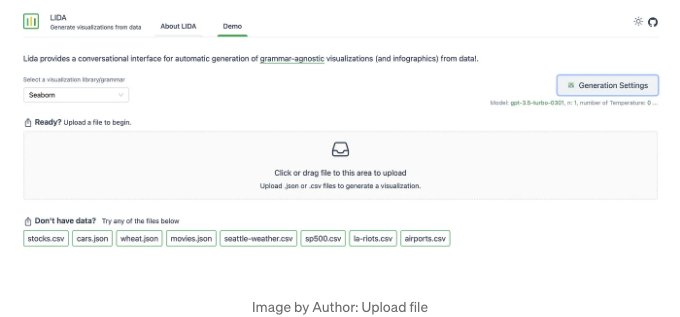 LIDA
Generate visualizations from data
About LIDA
Demo
Lida provides a conversational interface for automatic generation of grammar-agnostic visualizations (and infographics) from data!.
Select a visualization library/grammar
Seaborn
Generation Settings
Model: gpt-3.5-turbo-0301, n: 1, number of Temperature: 0 ...
Ready? Upload a file to begin.
Click or drag file to this area to upload
Upload .json or .csv files to generate a visualization.
Don't have data? Try any of the files below
stocks.csv cars.json wheat.json movies.json seattle-weather.csv sp500.csv la-riots.csv airports.csv
Image by Author: Upload file